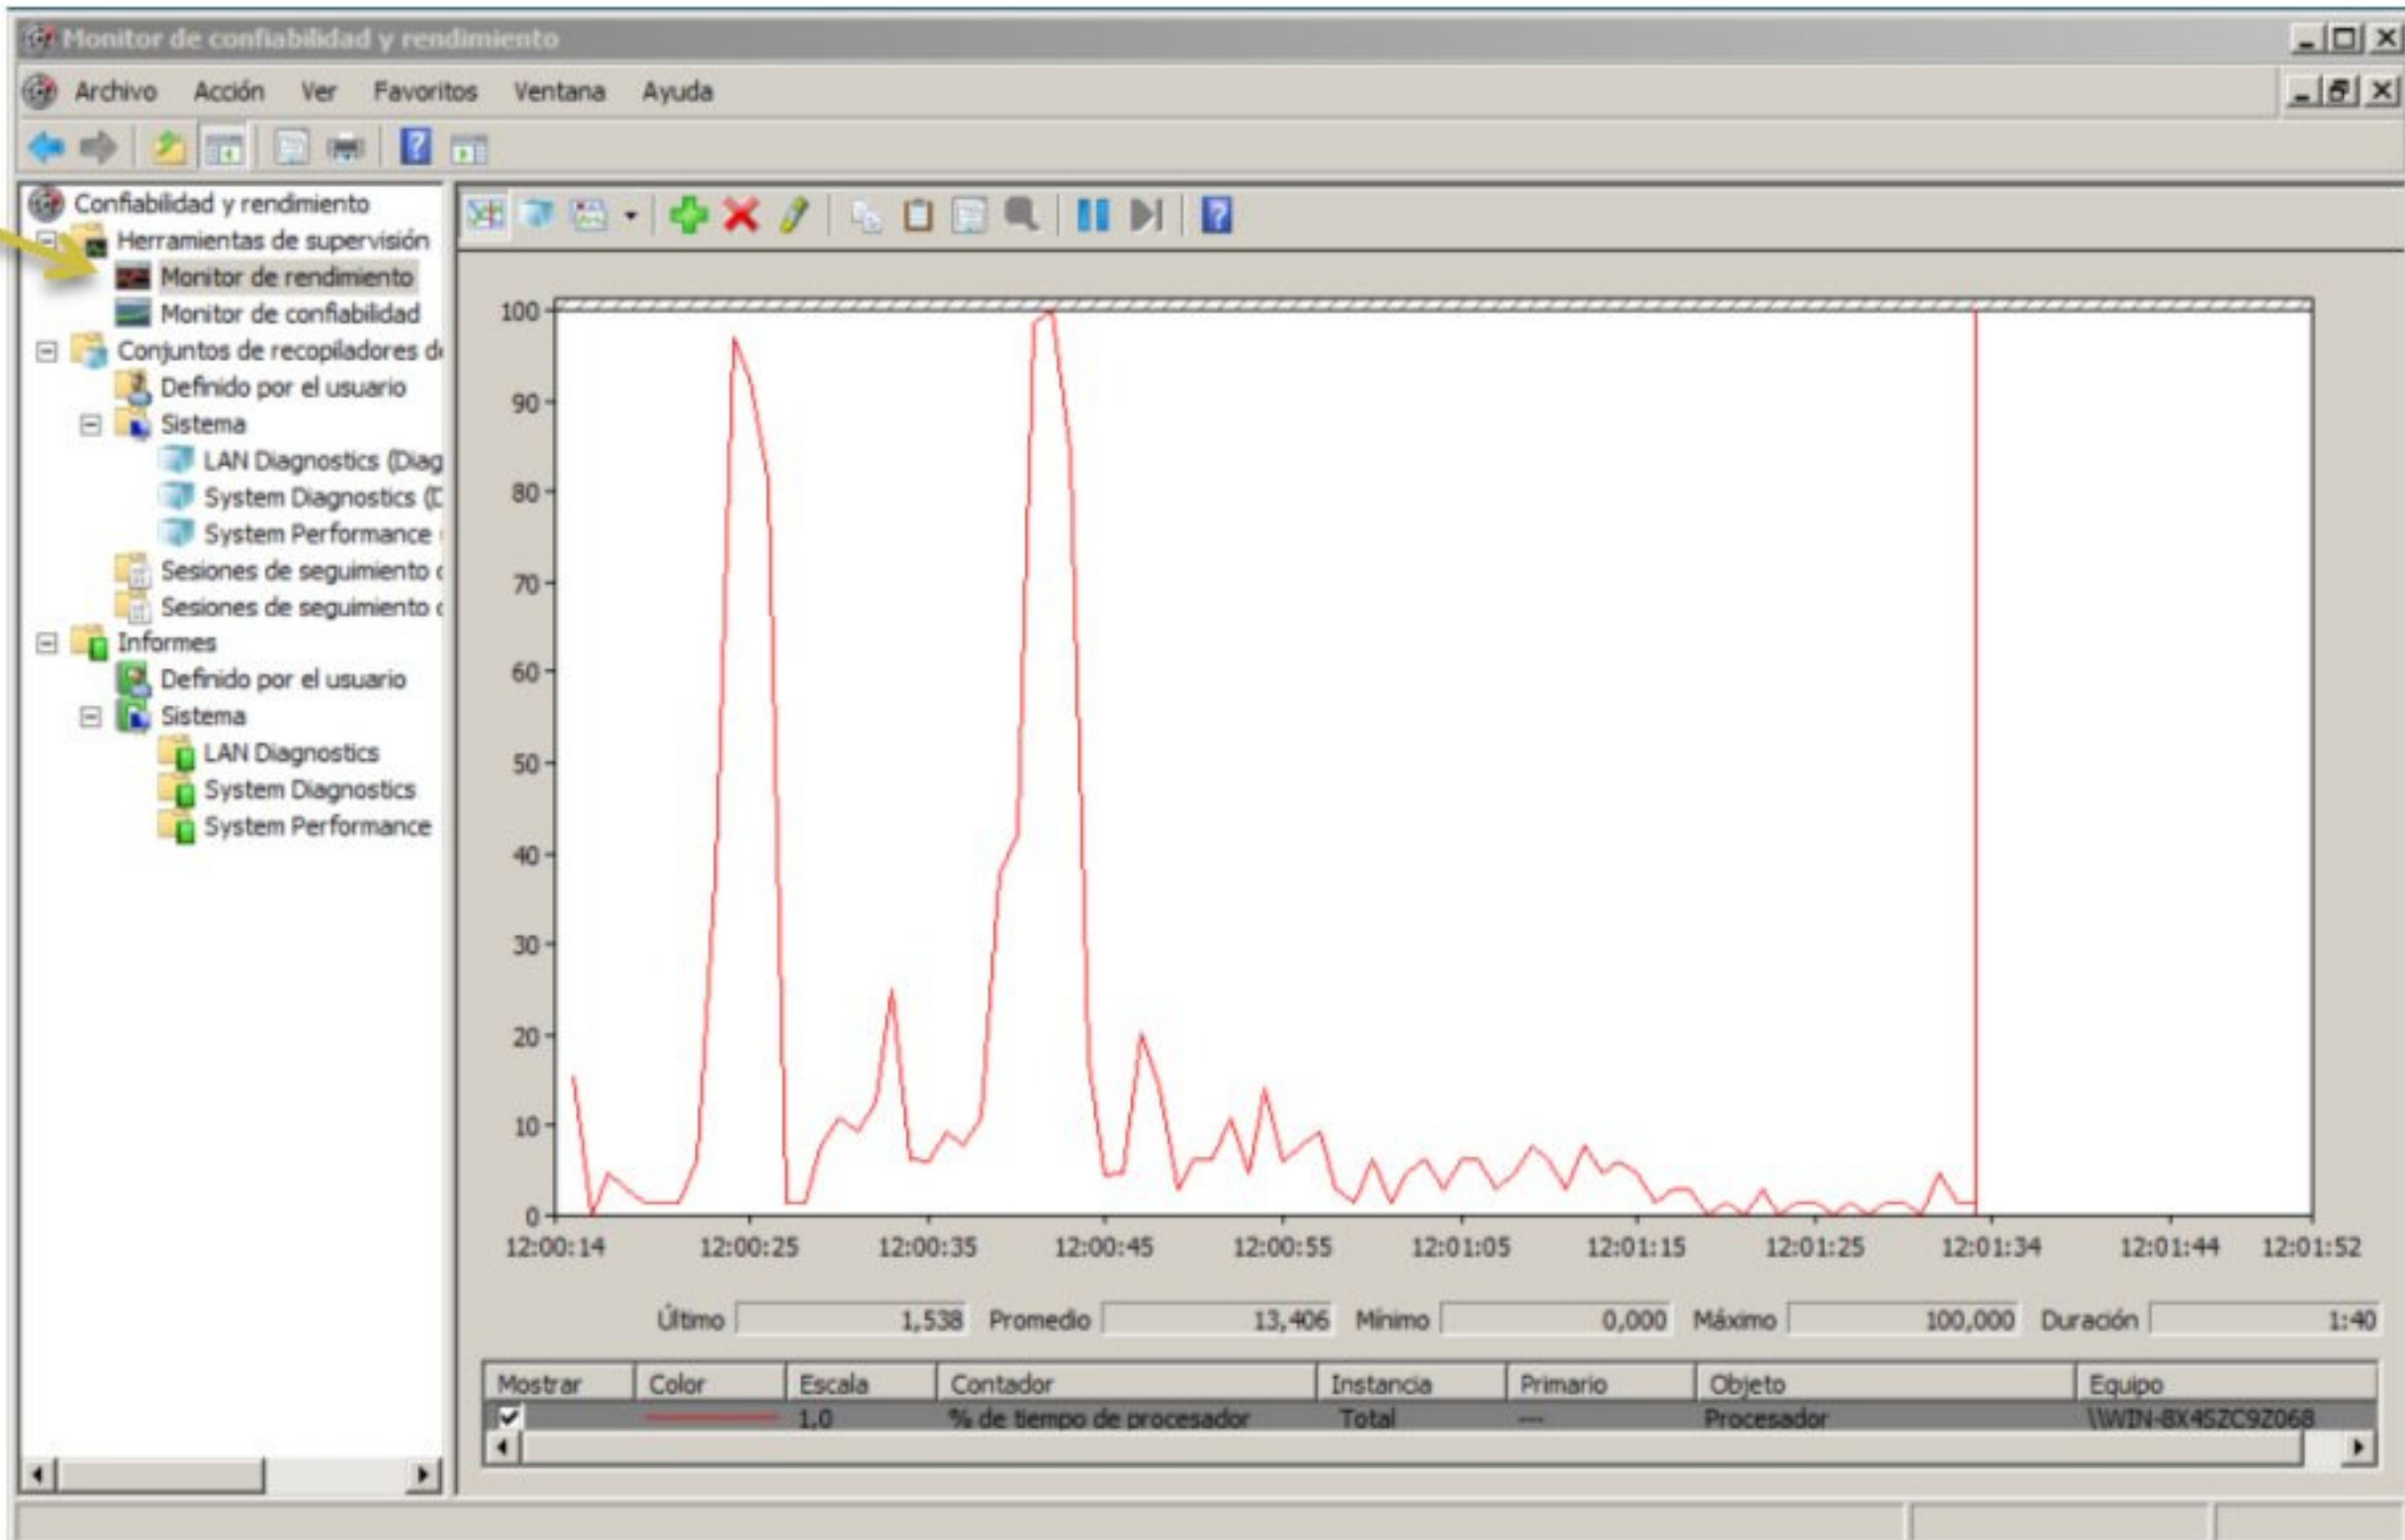 Monitor de confiabilidad y rendimiento
Archivo Acción Ver Favoritos Ventana Ayuda
Confiabilidad y rendimiento
Herramientas de supervisión
Monitor de rendimiento
Monitor de confiabilidad
Conjuntos de recopiladores de
Definido por el usuario
Sistema
LAN Diagnostics (Diag
System Diagnostics (D
System Performance
Sesiones de seguimiento d
Sesiones de seguimiento d
Informes
Definido por el usuario
Sistema
LAN Diagnostics
System Diagnostics
System Performance
100
90
80
70
60
50
40
30
20
10
0
12:00:14 12:00:25 12:00:35 12:00:45 12:00:55 12:01:05 12:01:15 12:01:25 12:01:34 12:01:44 12:01:52
Último 1,538 Promedio 13,406 Mínimo 0,000 Máximo 100,000 Duración 1:40
Mostrar Color Escala Contador Instancia Primario Objeto Equipo
1,0 % de tiempo de procesador Total --- Procesador \\WIN-8X45ZC9Z068